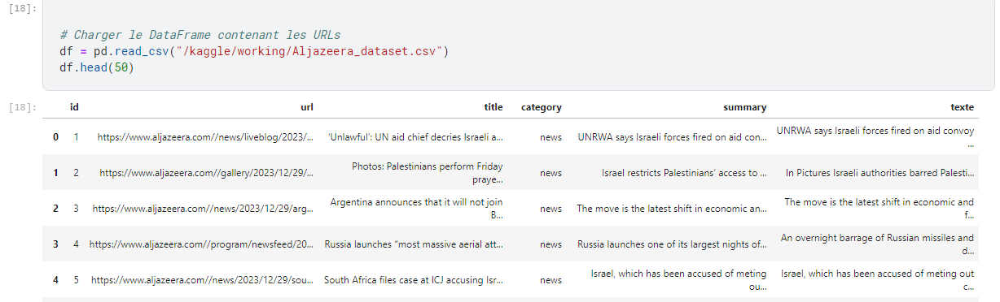 [18]:
# Charger le DataFrame contenant les URLs
df = pd.read_csv("/kaggle/working/Aljazeera_dataset.csv")
df.head(50)
[18]: id url title category summary texte
0 1 https://www.aljazeera.com//news/liveblog/2023/... ‘Unlawful’: UN aid chief decries Israeli a... news UNRWA says Israeli forces fired on aid con... UNRWA says Israeli forces fired on aid convoy
...
1 2 https://www.aljazeera.com//gallery/2023/12/29/... Photos: Palestinians perform Friday
praye... news Israel restricts Palestinians’ access to ... In Pictures Israeli authorities barred Palesti...
2 3 https://www.aljazeera.com//news/2023/12/29/arg... Argentina announces that it will not join
B... news The move is the latest shift in economic an... The move is the latest shift in economic and
f...
3 4 https://www.aljazeera.com//program/newsfeed/20... Russia launches “most massive aerial att... news Russia launches one of its largest nights of... An overnight barrage of Russian missiles and
d...
4 5 https://www.aljazeera.com//news/2023/12/29/sou... South Africa files case at ICJ accusing Isr... news Israel, which has been accused of meting
ou... Israel, which has been accused of meting out
c...